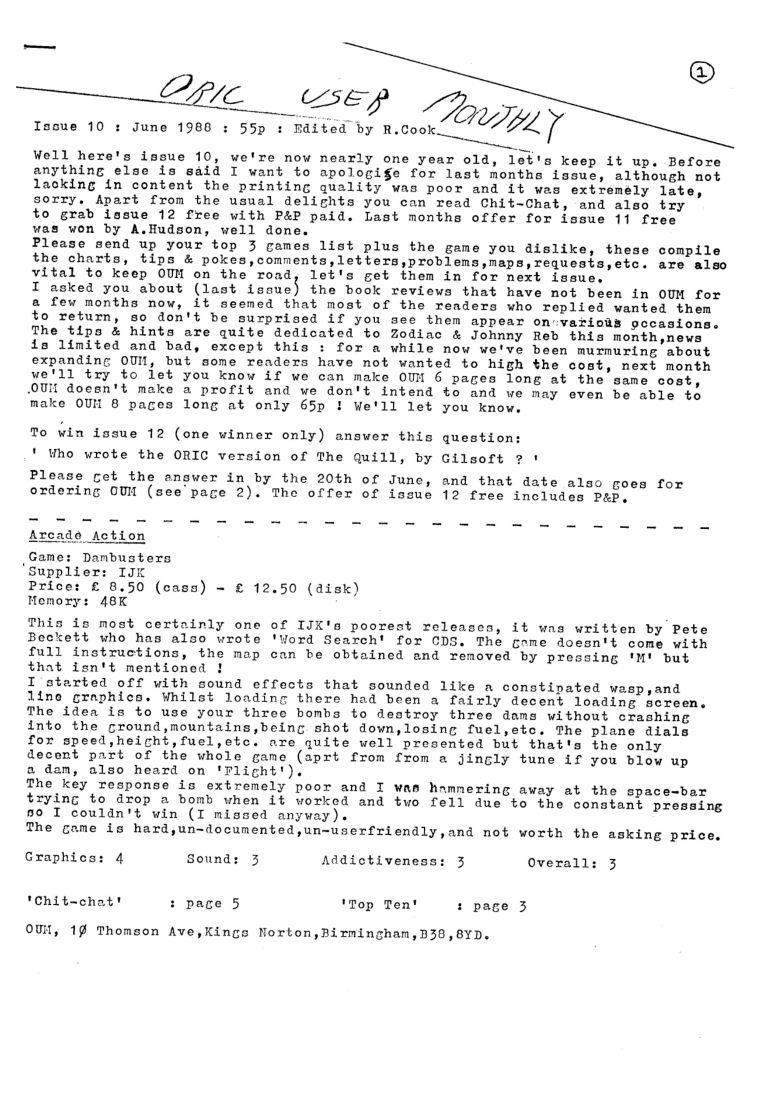 1
ORIC USER MONTHLY
Issue 10 : June 1988 : 55p : Edited by R.Cook
Well here's issue 10, we're now nearly one year old, let's keep it up. Before
anything else is said I want to apologise for last months issue, although not
lacking in content the printing quality was poor and it was extremely late,
sorry. Apart from the usual delights you can read Chit-Chat, and also try
to grab issue 12 free with P&P paid. Last months offer for issue 11 free
was won by A.Hudson, well done.
Please send up your top 3 games list plus the game you dislike, these compile
the charts, tips & pokes,comments,letters,problems,maps,requests,etc. are also
vital to keep OUM on the road, let's get them in for next issue.
I asked you about (last issue) the book reviews that have not been in OUM for
a few months now, it seemed that most of the readers who replied wanted them
to return, so don't be surprised if you see them appear on various occasions.
The tips & hints are quite dedicated to Zodiac & Johnny Reb this month,news
is limited and bad, except this : for a while now we've been murmuring about
expanding OUM, but some readers have not wanted to high the cost, next month
we'll try to let you know if we can make OUM 6 pages long at the same cost,
OUM doesn't make a profit and we don't intend to and we may even be able to
make OUM 8 pages long at only 65p ! We'll let you know.
To win issue 12 (one winner only) answer this question:
' Who wrote the ORIC version of The Quill, by Gilsoft ? '
Please get the answer in by the 20th of June, and that date also goes for
ordering OUM (see page 2). The offer of issue 12 free includes P&P.
Arcade Action
Game: Dambusters
Supplier: IJK
Price: £ 8.50 (cass) - £ 12.50 (disk)
Memory: 48K
This is most certainly one of IJK's poorest releases, it was written by Pete
Beckett who has also wrote 'Word Search' for CDS. The game doesn't come with
full instructions, the map can be obtained and removed by pressing 'M' but
that isn't mentioned !
I started off with sound effects that sounded like a constipated wasp,and
line graphics. Whilst loading there had been a fairly decent loading screen.
The idea is to use your three bombs to destroy three dams without crashing
into the ground,mountains,being shot down,losing fuel,etc. The plane dials
for speed,height,fuel,etc. are quite well presented but that's the only
decent part of the whole game (aprt from from a jingly tune if you blow up
a dam, also heard on 'Flight').
The key response is extremely poor and I was hammering away at the space-bar
trying to drop a bomb when it worked and two fell due to the constant pressing
so I couldn't win (I missed anyway).
The game is hard,un-documented,un-userfriendly,and not worth the asking price.
Graphics: 4 Sound: 3 Addictiveness: 3 Overall: 3
'Chit-chat' : page 5 'Top Ten' : page 3
OUM, 10 Thomson Ave,Kings Norton,Birmingham,B38,8YD.